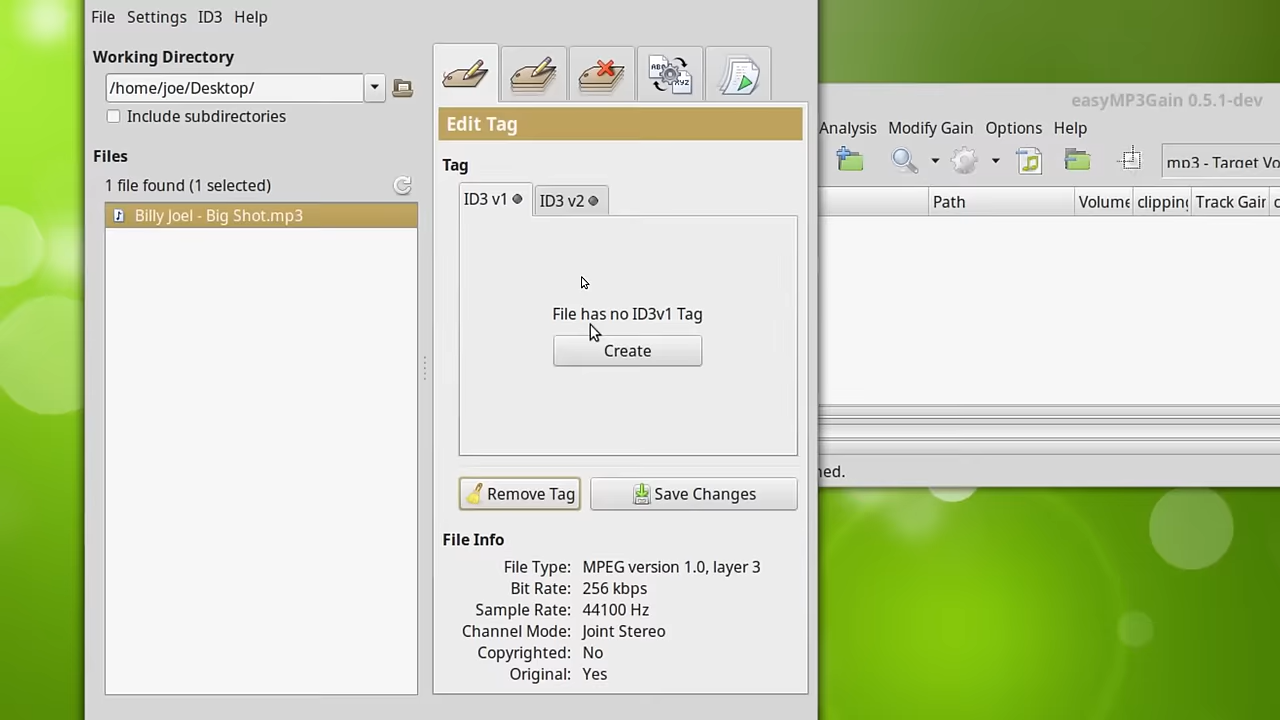 File Settings ID3 Help
Working Directory
/home/joe/Desktop/
Include subdirectories
Files
1 file found (1 selected)
Billy Joel - Big Shot.mp3
Edit Tag
Tag
ID3 v1 ID3 v2
File has no ID3v1 Tag
Create
Remove Tag Save Changes
File Info
File Type: MPEG version 1.0, layer 3
Bit Rate: 256 kbps
Sample Rate: 44100 Hz
Channel Mode: Joint Stereo
Copyrighted: No
Original: Yes
easyMP3Gain 0.5.1-dev
Analysis Modify Gain Options Help
mp3 - Target Vo
Path Volume clipping Track Gain
ned.